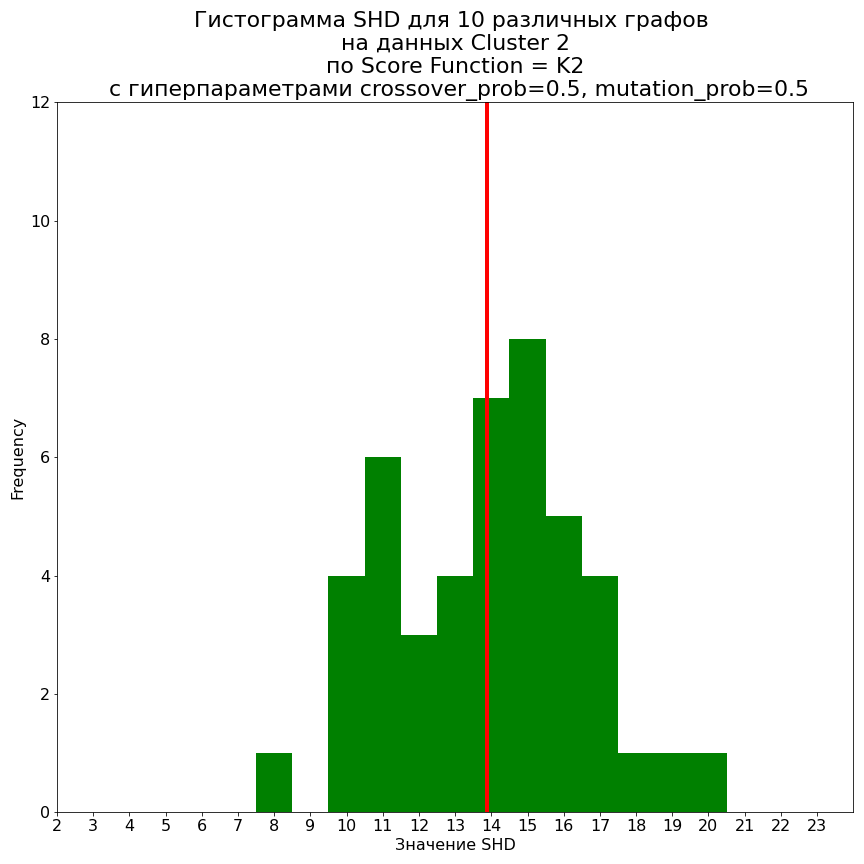 Гистограмма SHD для 10 различных графов
на данных Cluster 2
по Score Function = K2
с гиперпараметрами crossover_prob=0.5, mutation_prob=0.5
12
10
8
6
4
2
0
Frequency
2 3 4 5 6 7 8 9 10 11 12 13 14 15 16 17 18 19 20 21 22 23
Значение SHD